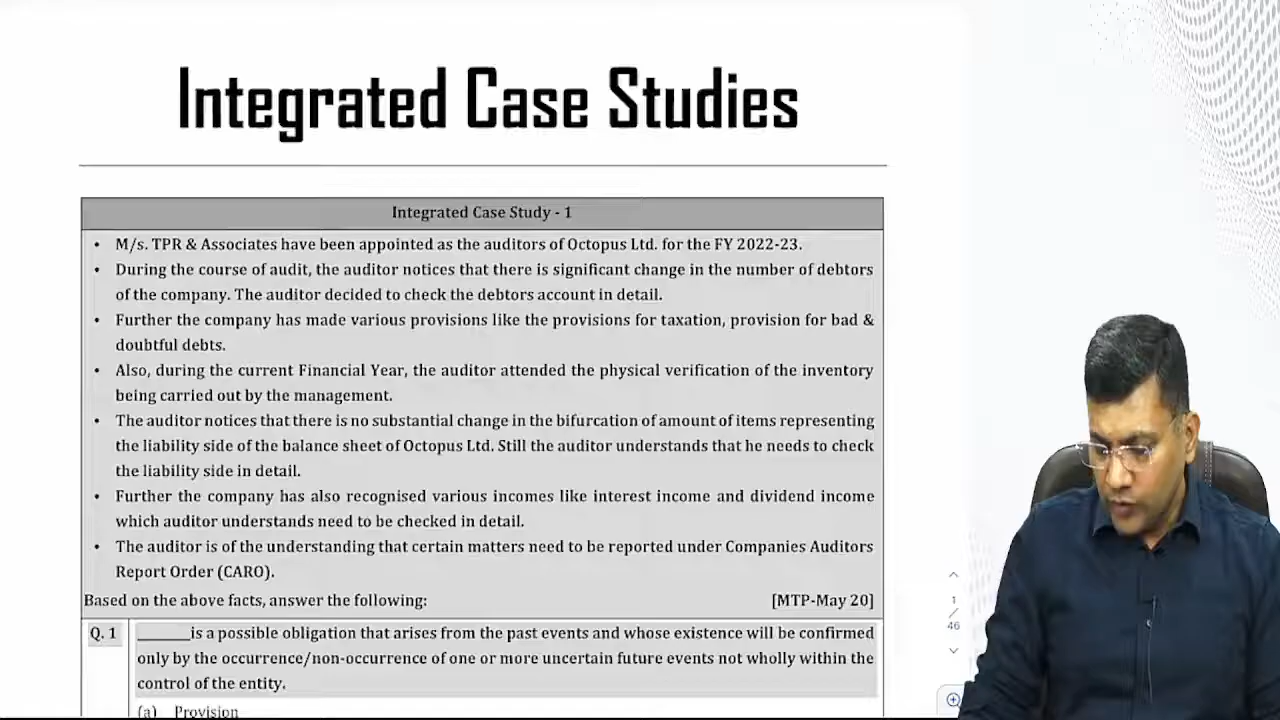 Integrated Case Studies
Integrated Case Study - 1
• M/s. TPR & Associates have been appointed as the auditors of Octopus Ltd. for the FY 2022-23.
• During the course of audit, the auditor notices that there is significant change in the number of debtors
of the company. The auditor decided to check the debtors account in detail.
• Further the company has made various provisions like the provisions for taxation, provision for bad &
doubtful debts.
• Also, during the current Financial Year, the auditor attended the physical verification of the inventory
being carried out by the management.
• The auditor notices that there is no substantial change in the bifurcation of amount of items representing
the liability side of the balance sheet of Octopus Ltd. Still the auditor understands that he needs to check
the liability side in detail.
• Further the company has also recognised various incomes like interest income and dividend income
which auditor understands need to be checked in detail.
• The auditor is of the understanding that certain matters need to be reported under Companies Auditors
Report Order (CARO).
Based on the above facts, answer the following: [MTP-May 20]
Q. 1 ______is a possible obligation that arises from the past events and whose existence will be confirmed
only by the occurrence/non-occurrence of one or more uncertain future events not wholly within the
control of the entity.
(a) Provision
1
/
46